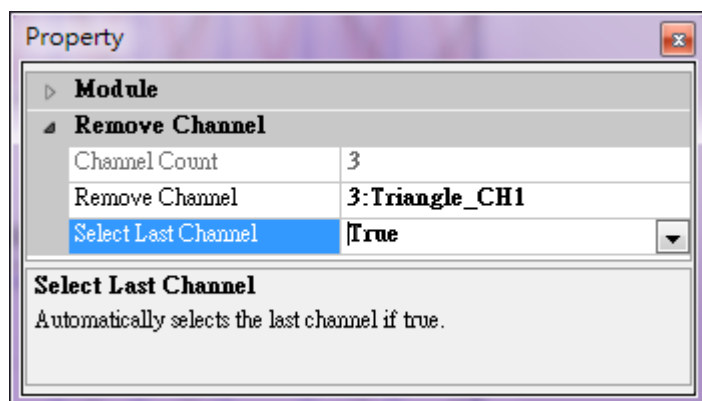 Property
Module
Remove Channel
Channel Count 3
Remove Channel 3:Triangle_CH1
Select Last Channel True
Select Last Channel
Automatically selects the last channel if true.